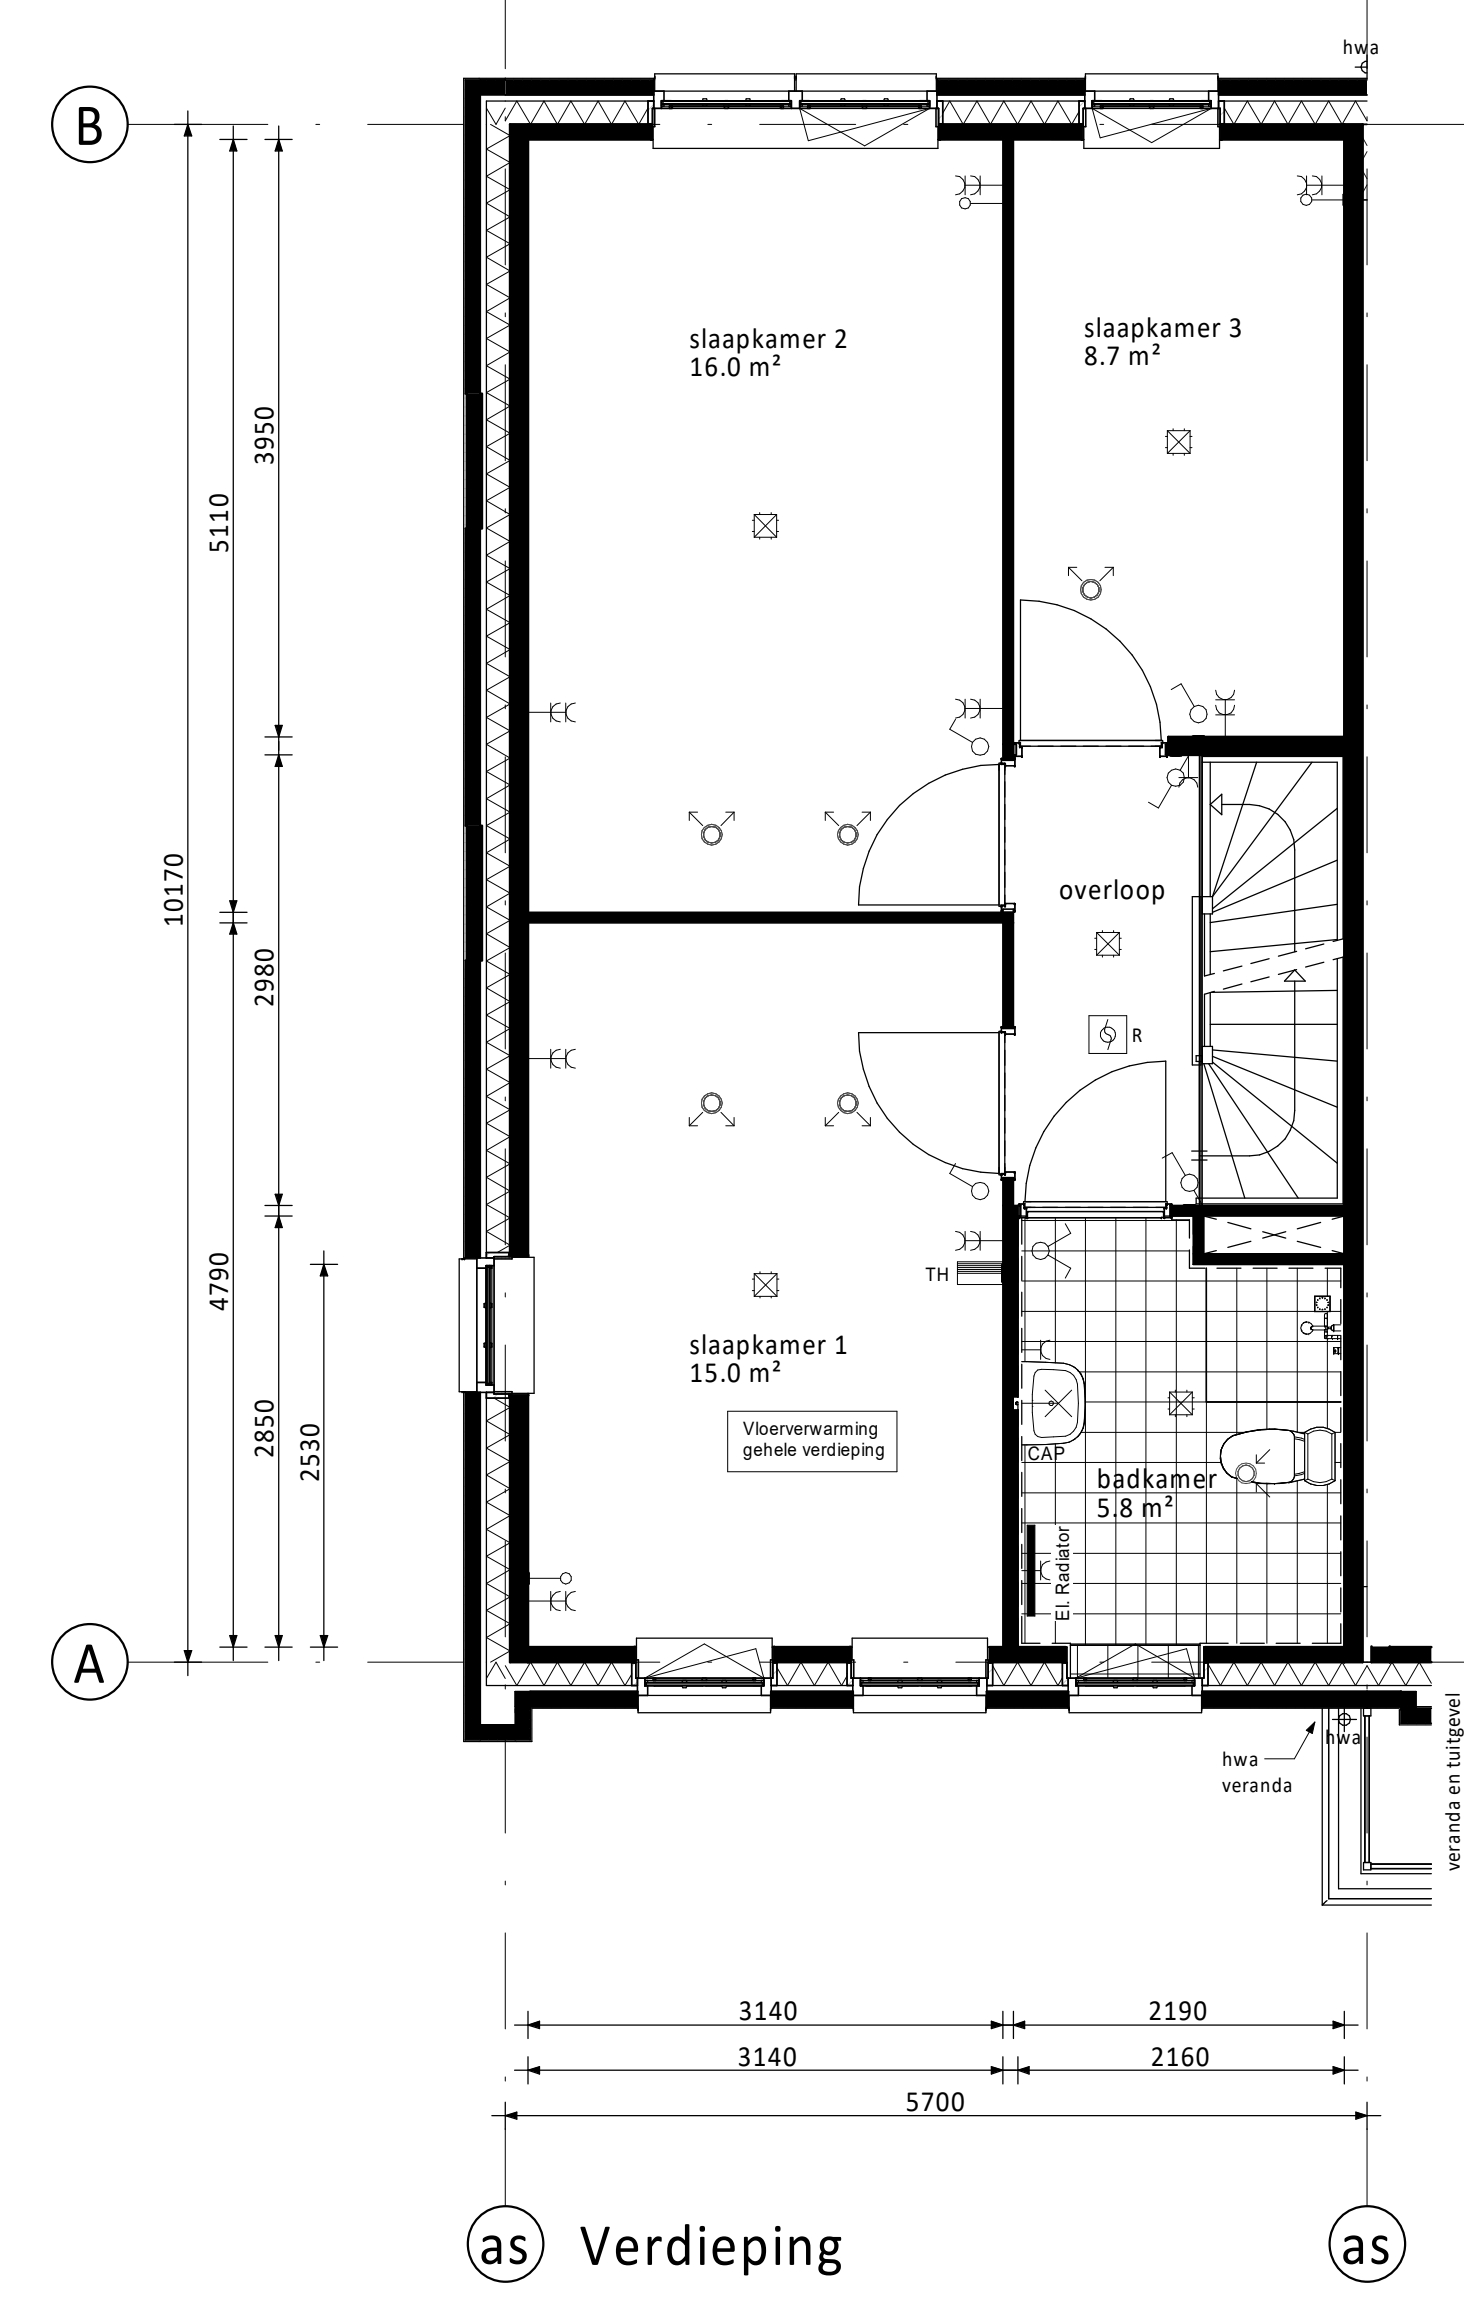 hwa
B
slaapkamer 2
16.0 m²
slaapkamer 3
8.7 m²
3950
5110
10170
overloop
2980
R
TH
slaapkamer 1
15.0 m²
4790
2850
2530
Vloerverwarming
gehele verdieping
CAP
badkamer
5.8 m²
El. Radiator
A
hwa
hwa
veranda
veranda en tuitgevel
3140
2190
3140
2160
5700
as
Verdieping
as